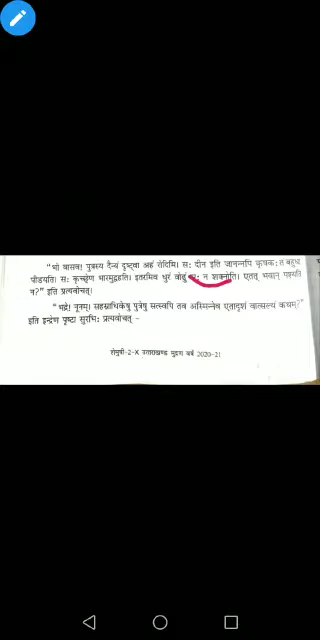 “भो वासव! पुत्रस्य दैन्यं दृष्ट्वा अहं रोदिमि। सः दीन इति जानन्नपि कृषकः तं बहुधा
पीडयति। सः कृच्छ्रेण भारमुद्वहति। इतरमिव धुरं वोढुं सः न शक्नोति। एतत् भवान् पश्यति
न?” इति प्रत्यवोचत्।
“भद्रे! नूनम्। सहस्राधिकेषु पुत्रेषु सत्स्वपि तव अस्मिन्नेव एतादृशं वात्सल्यं कथम्?”
इति इन्द्रेण पृष्टा सुरभिः प्रत्यवोचत् -
शेमुषी-2-X उत्तराखण्ड मुद्रण वर्ष 2020-21